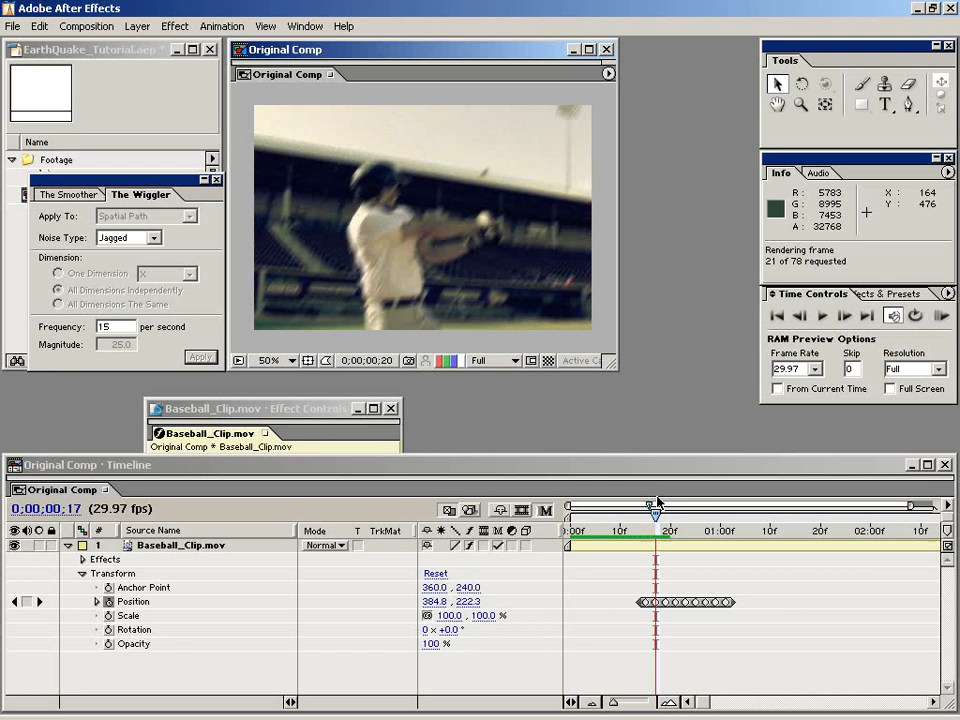 Adobe After Effects
File Edit Composition Layer Effect Animation View Window Help
EarthQuake_Tutorial.aep *
Name
Footage
The Smoother The Wiggler
Apply To: Spatial Path
Noise Type: Jagged
Dimension:
One Dimension X
All Dimensions Independently
All Dimensions The Same
Frequency: 15 per second
Magnitude: 25.0
Apply
Original Comp
Original Comp
50% 0;00;00;20 Full Active Ca
Tools
Info Audio
R: 5783 X: 164
G: 8995 Y: 476
B: 7453
A: 32768
Rendering frame
21 of 78 requested
Time Controls ects & Presets
RAM Preview Options
Frame Rate Skip Resolution
29.97 0 Full
From Current Time Full Screen
Baseball_Clip.mov · Effect Controls
Baseball_Clip.mov
Original Comp * Baseball_Clip.mov
Original Comp · Timeline
Original Comp
0;00;00;17 (29.97 fps)
# Source Name Mode T TrkMat
):00f 10f 20f 01:00f 10f 20f 02:00f 10f
1 Baseball_Clip.mov Normal
Effects
Transform Reset
Anchor Point 360.0 , 240.0
Position 384.8 , 222.3
Scale 100.0 , 100.0 %
Rotation 0 x +0.0 °
Opacity 100 %